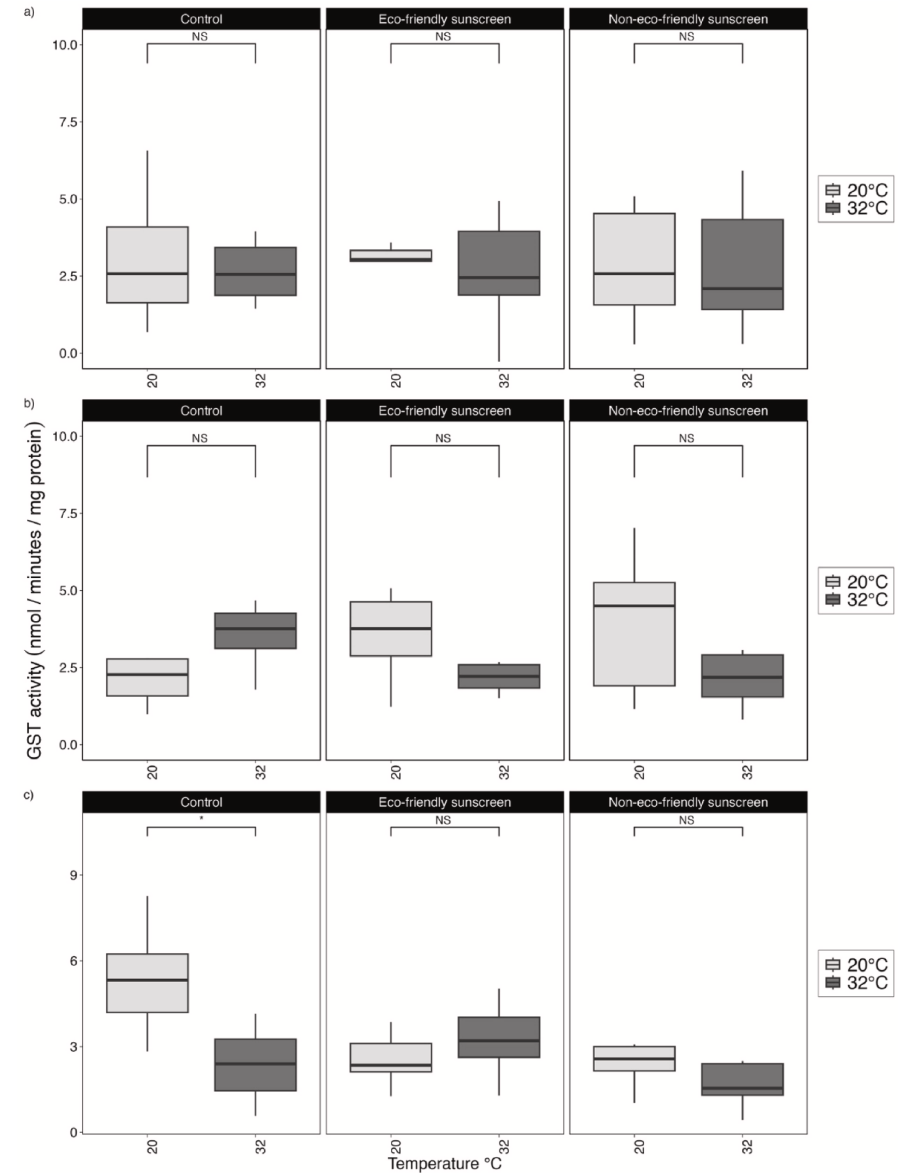 a)
Control Eco-friendly sunscreen Non-eco-friendly sunscreen
NS NS NS
10.0
7.5
5.0
2.5
0.0
20 32 20 32 20 32
20°C
32°C
b)
Control Eco-friendly sunscreen Non-eco-friendly sunscreen
NS NS NS
10.0
7.5
5.0
2.5
0.0
20 32 20 32 20 32
20°C
32°C
GST activity (nmol / minutes / mg protein)
c)
Control Eco-friendly sunscreen Non-eco-friendly sunscreen
* NS NS
9
6
3
0
20 32 20 32 20 32
20°C
32°C
Temperature °C